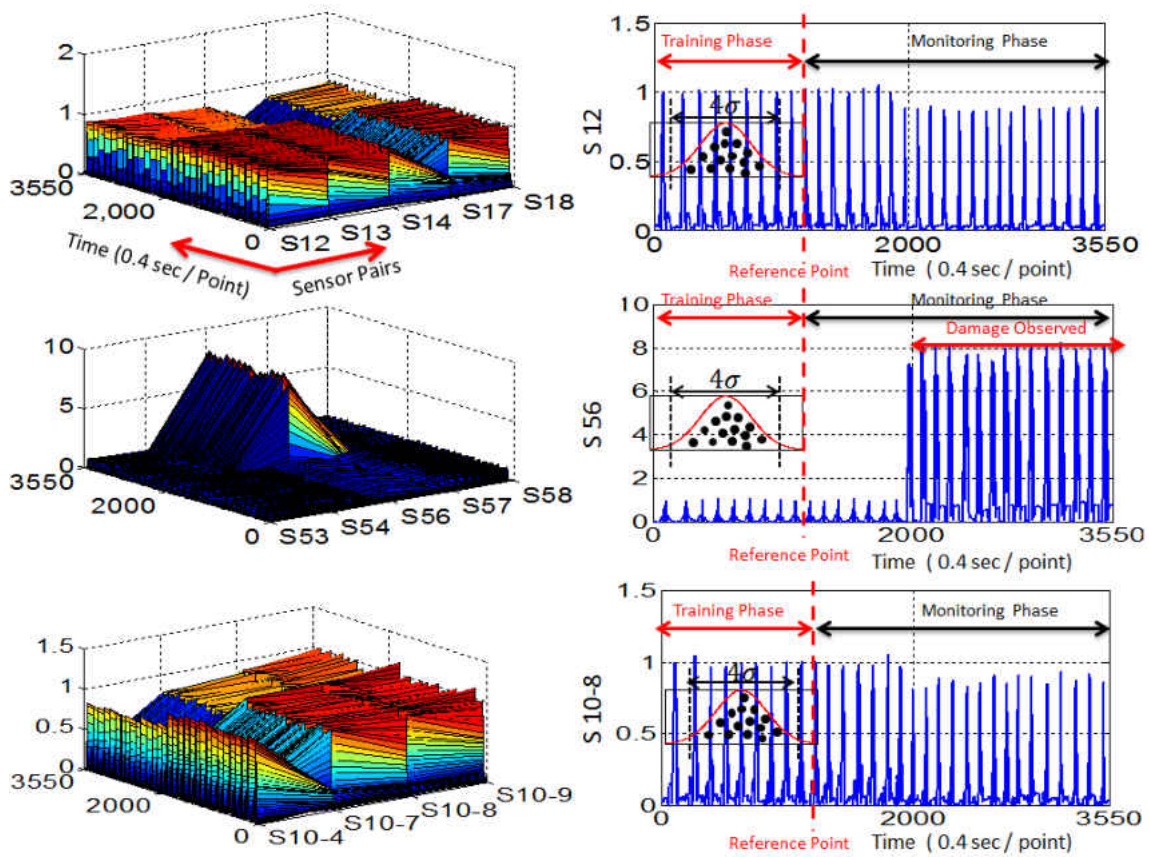 2
1
0
3550
2,000
0
S12
S13
S14
S17
S18
Time (0.4 sec / Point)
Sensor Pairs
1.5
1
0.5
0
S 12
Training Phase
Monitoring Phase
4σ
0
2000
3550
Reference Point
Time ( 0.4 sec / point)
10
5
0
3550
2000
0
S53
S54
S56
S57
S58
10
8
6
4
2
0
S 56
Training Phase
Monitoring Phase
Damage Observed
4σ
0
2000
3550
Reference Point
Time ( 0.4 sec / point)
1.5
1
0.5
0
3550
2000
0
S10-4
S10-7
S10-8
S10-9
1.5
1
0.5
0
S 10-8
Training Phase
Monitoring Phase
4σ
0
2000
3550
Reference Point
Time ( 0.4 sec / point)